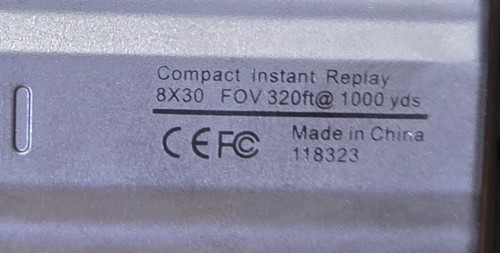 Compact Instant Replay
8X30 FOV 320ft@ 1000 yds
CE FC Made in China
118323